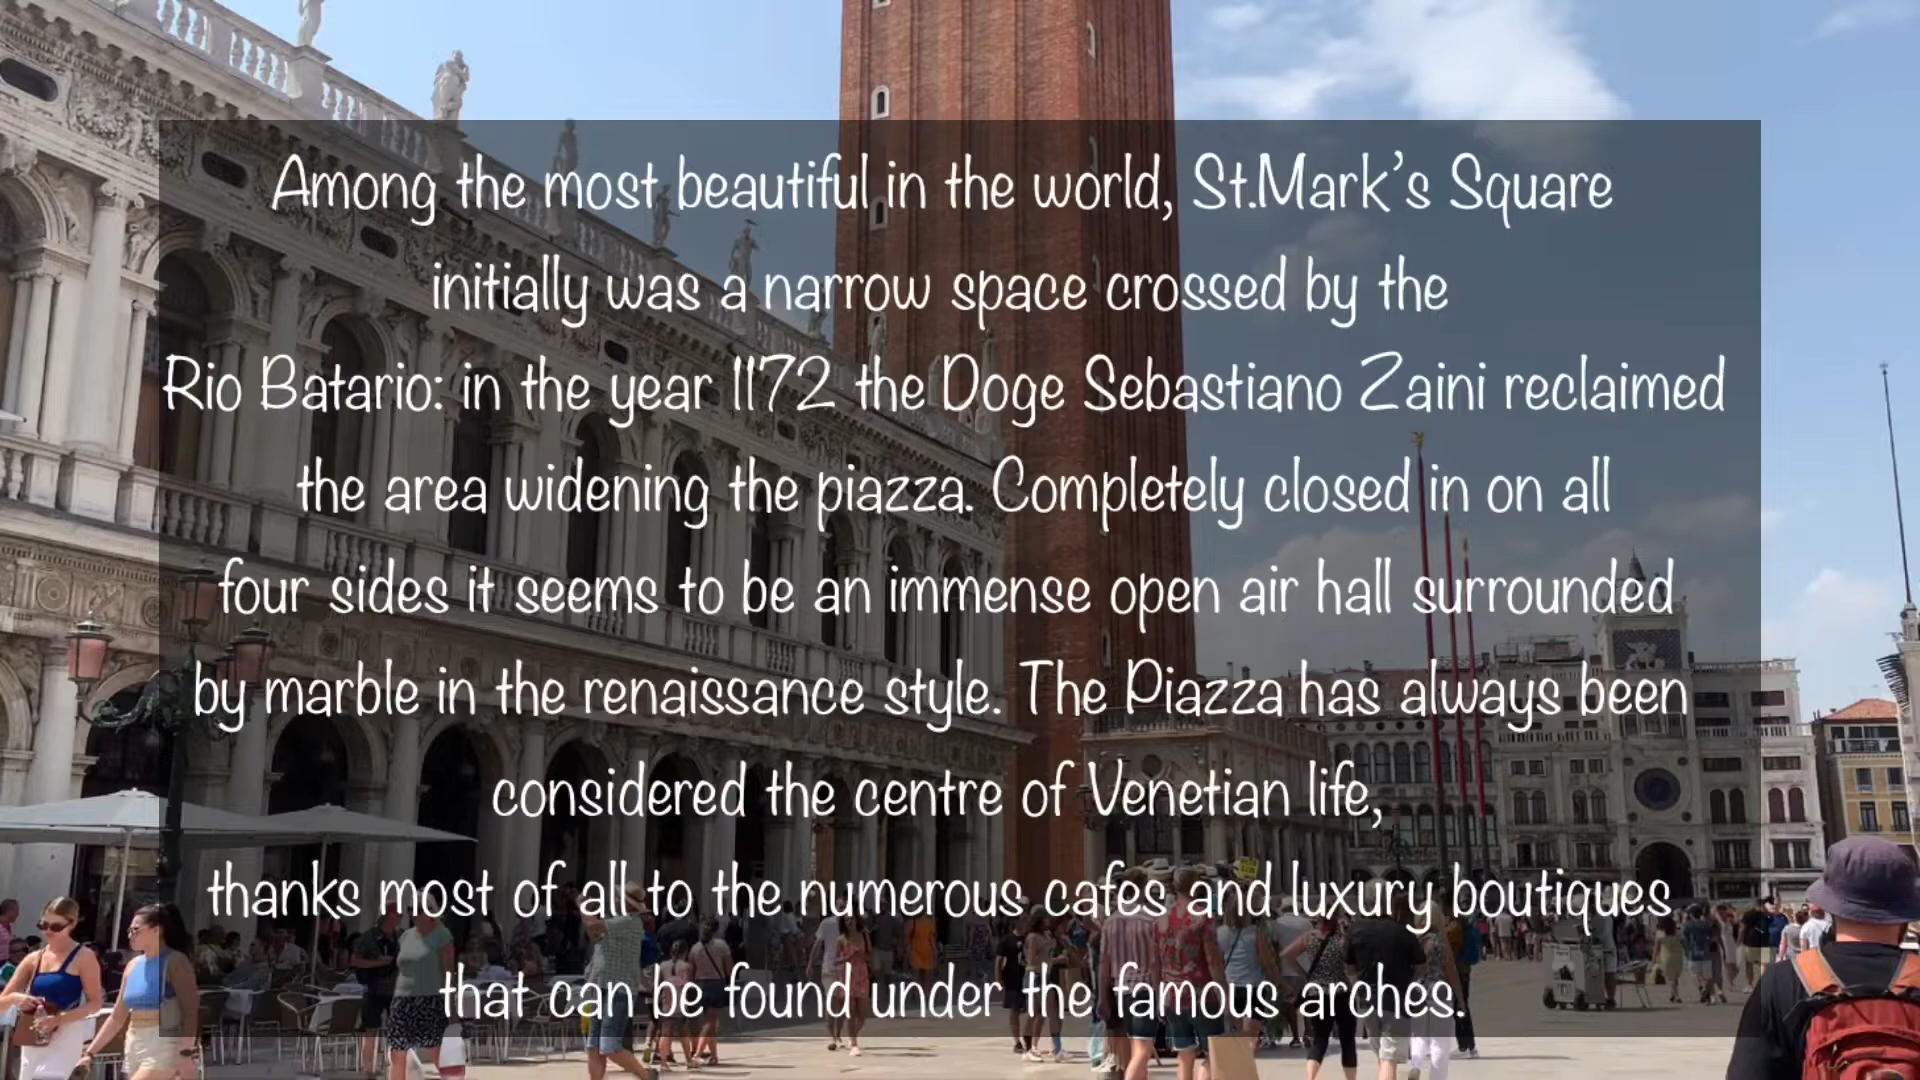 Among the most beautiful in the world, St.Mark's Square
initially was a narrow space crossed by the
Rio Batario: in the year 1172 the Doge Sebastiano Zaini reclaimed
the area widening the piazza. Completely closed in on all
four sides it seems to be an immense open air hall surrounded
by marble in the renaissance style. The Piazza has always been
considered the centre of Venetian life,
thanks most of all to the numerous cafes and luxury boutiques
that can be found under the famous arches.